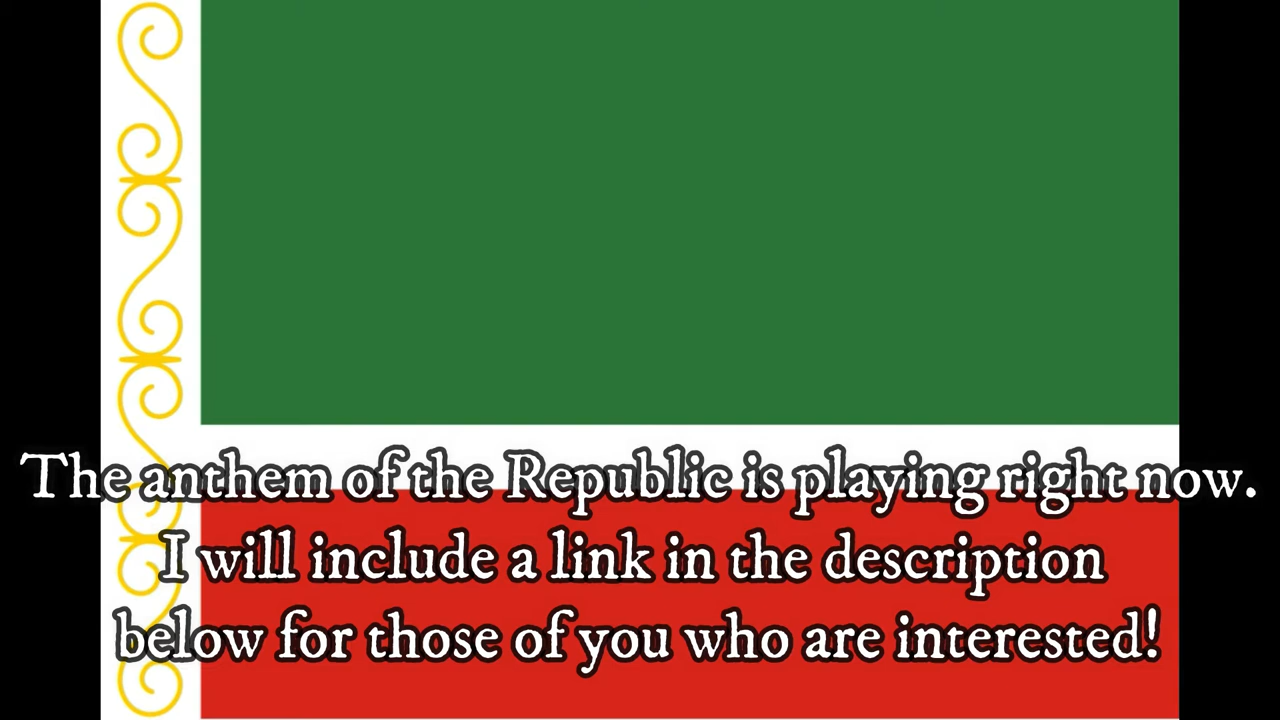 The anthem of the Republic is playing right now.
I will include a link in the description
below for those of you who are interested!